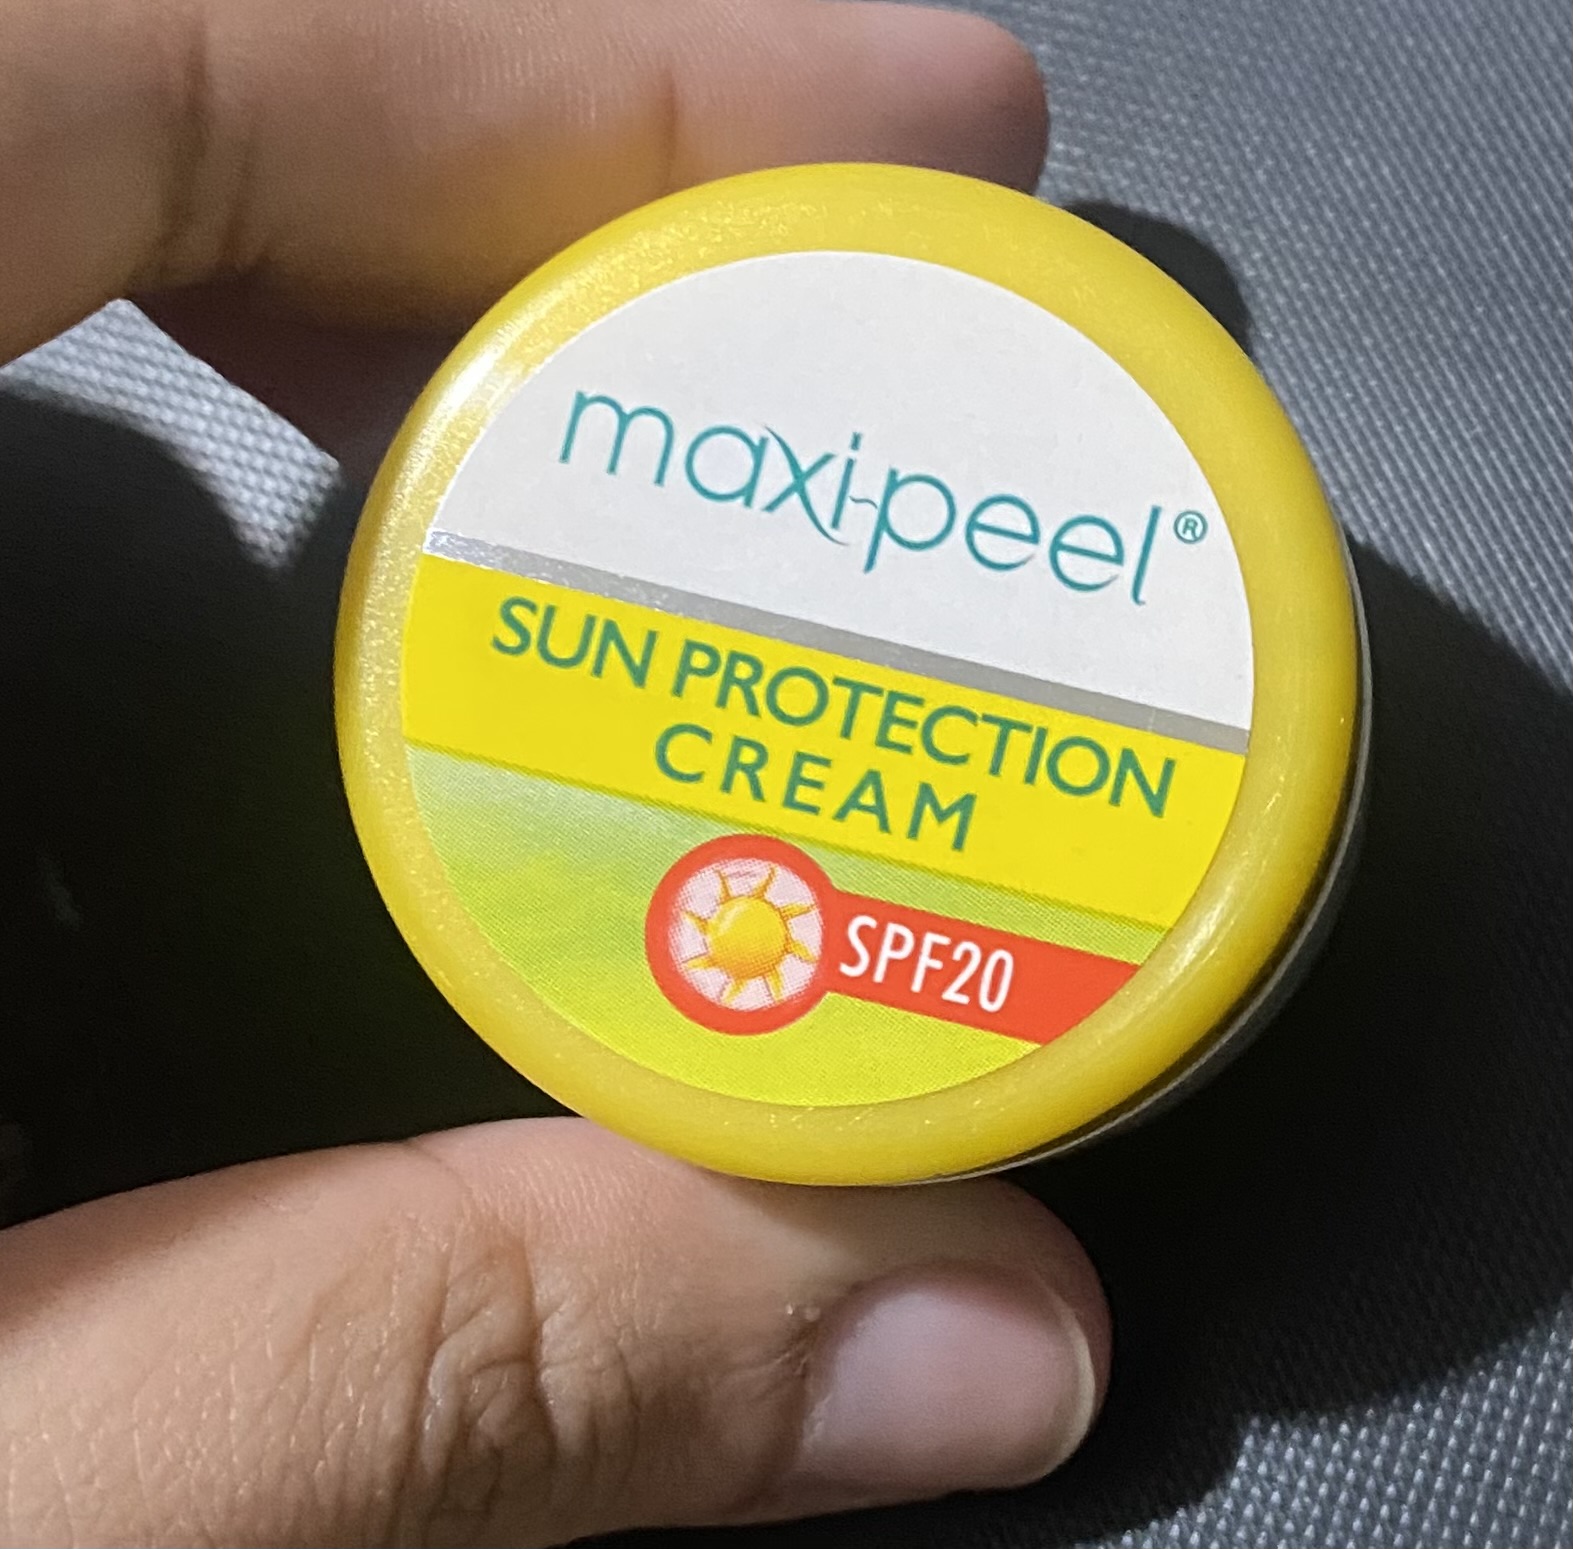 maxi-peel®
SUN PROTECTION
CREAM
SPF20